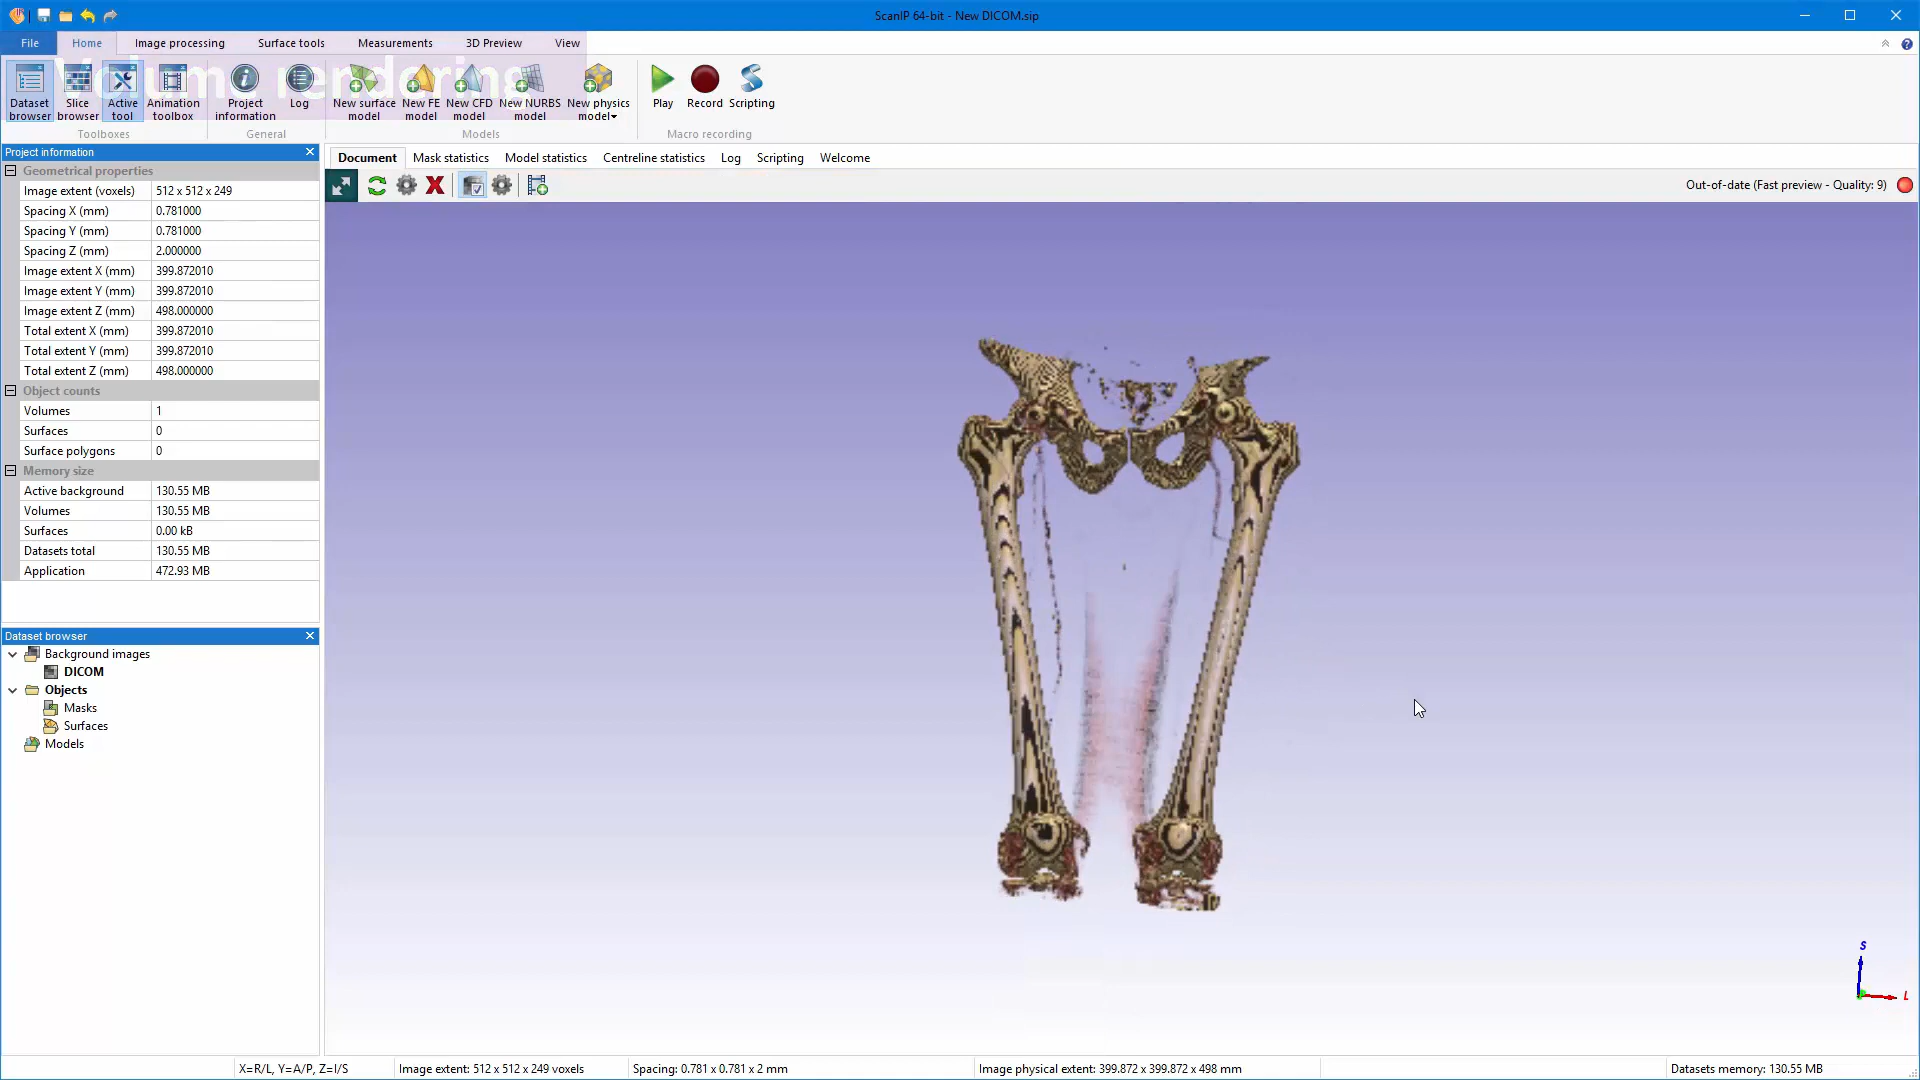 ScanIP 64-bit - New DICOM.sip
File Home Image processing Surface tools Measurements 3D Preview View
Volume rendering
Dataset browser
Slice browser
Active tool
Animation toolbox
Project information
Log
New surface model
New FE model
New CFD model
New NURBS model
New physics model
Play
Record
Scripting
Toolboxes General Models Macro recording
Project information
Geometrical properties
Image extent (voxels) 512 x 512 x 249
Spacing X (mm) 0.781000
Spacing Y (mm) 0.781000
Spacing Z (mm) 2.000000
Image extent X (mm) 399.872010
Image extent Y (mm) 399.872010
Image extent Z (mm) 498.000000
Total extent X (mm) 399.872010
Total extent Y (mm) 399.872010
Total extent Z (mm) 498.000000
Object counts
Volumes 1
Surfaces 0
Surface polygons 0
Memory size
Active background 130.55 MB
Volumes 130.55 MB
Surfaces 0.00 kB
Datasets total 130.55 MB
Application 472.93 MB
Dataset browser
Background images
DICOM
Objects
Masks
Surfaces
Models
Document Mask statistics Model statistics Centreline statistics Log Scripting Welcome
Out-of-date (Fast preview - Quality: 9)
S
L
X=R/L, Y=A/P, Z=I/S Image extent: 512 x 512 x 249 voxels Spacing: 0.781 x 0.781 x 2 mm Image physical extent: 399.872 x 399.872 x 498 mm Datasets memory: 130.55 MB